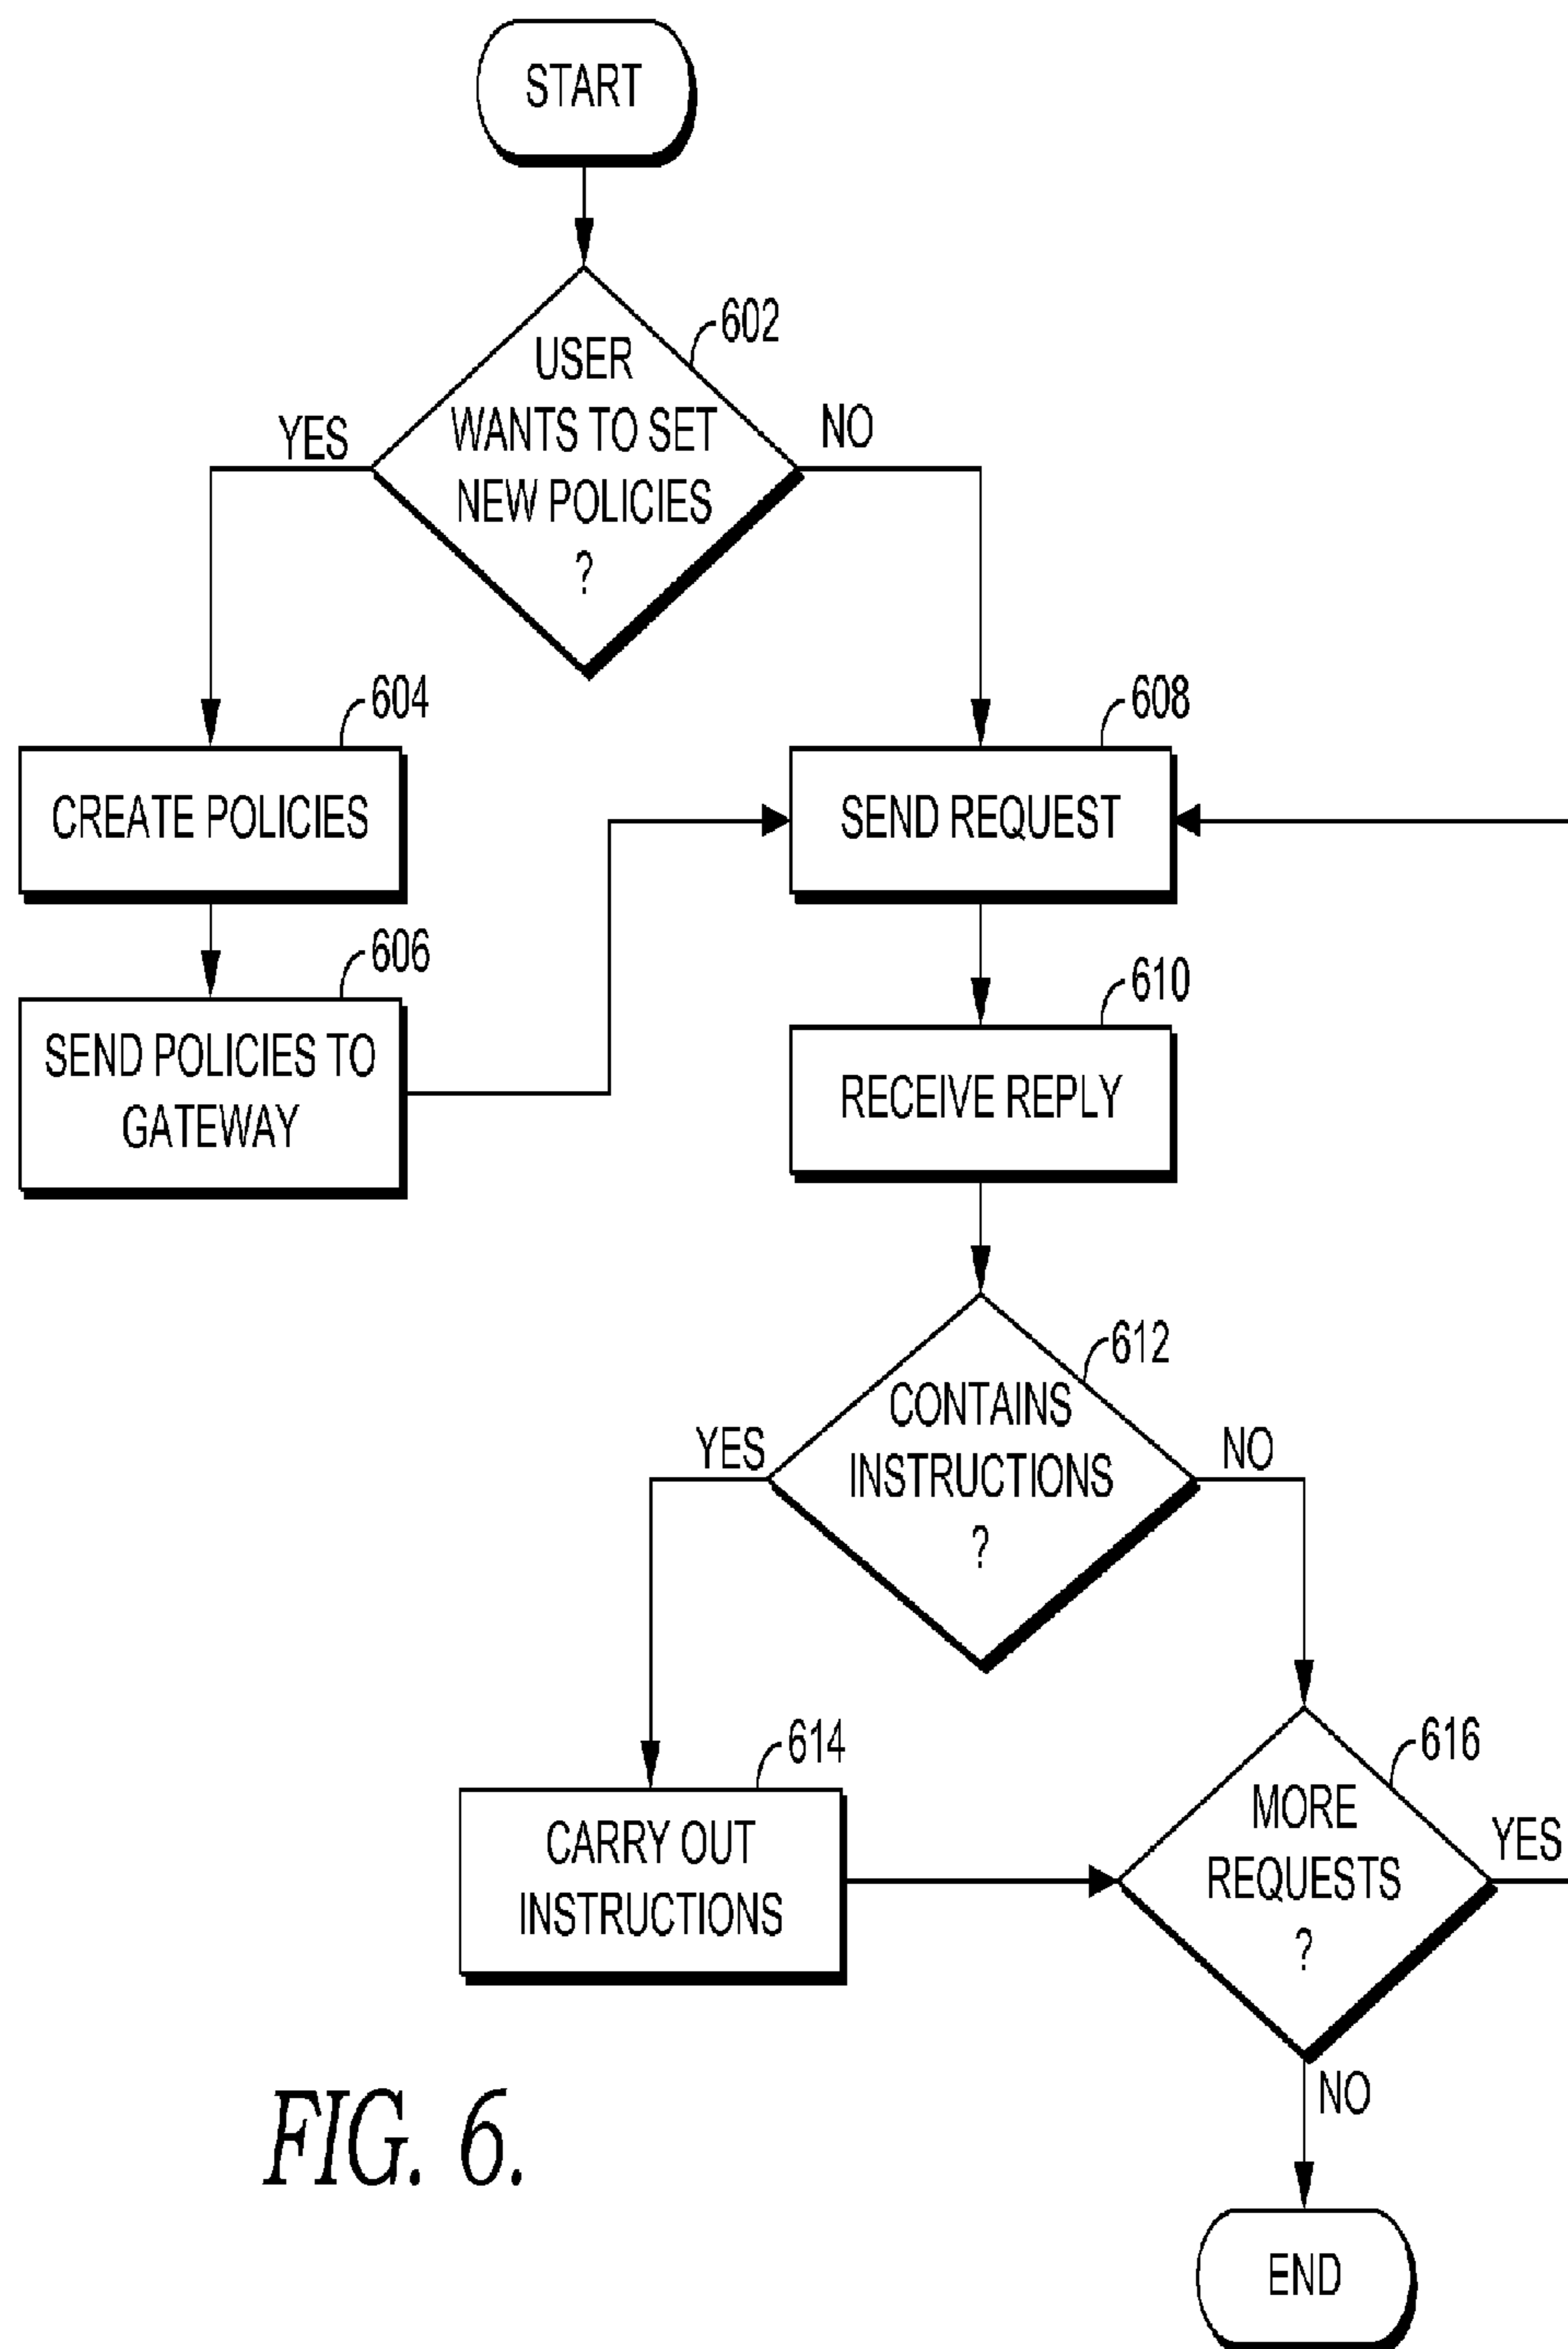 START
602
USER
WANTS TO SET
NEW POLICIES
?
YES
NO
604
CREATE POLICIES
606
SEND POLICIES TO
GATEWAY
608
SEND REQUEST
610
RECEIVE REPLY
612
CONTAINS
INSTRUCTIONS
?
YES
NO
614
CARRY OUT
INSTRUCTIONS
616
MORE
REQUESTS
?
YES
NO
END
FIG. 6.